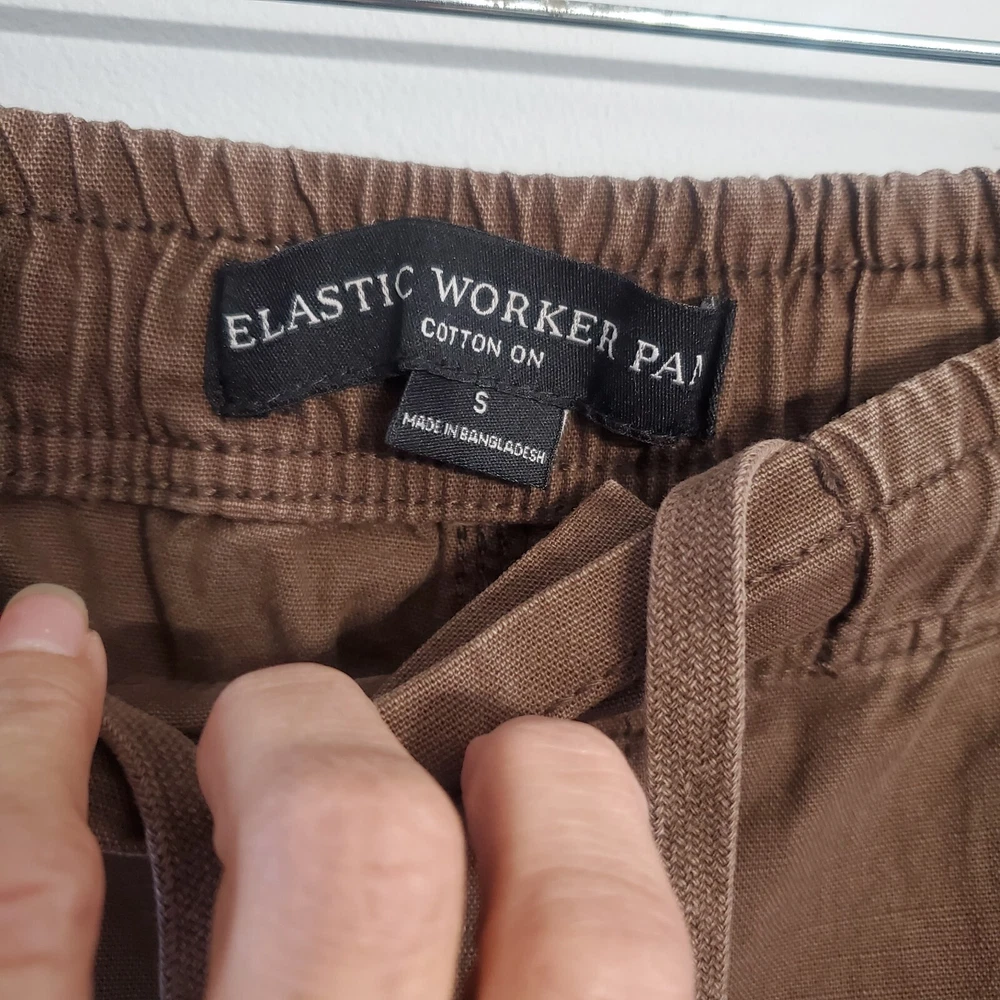 ELASTIC WORKER PAN
COTTON ON
S
MADE IN BANGLADESH